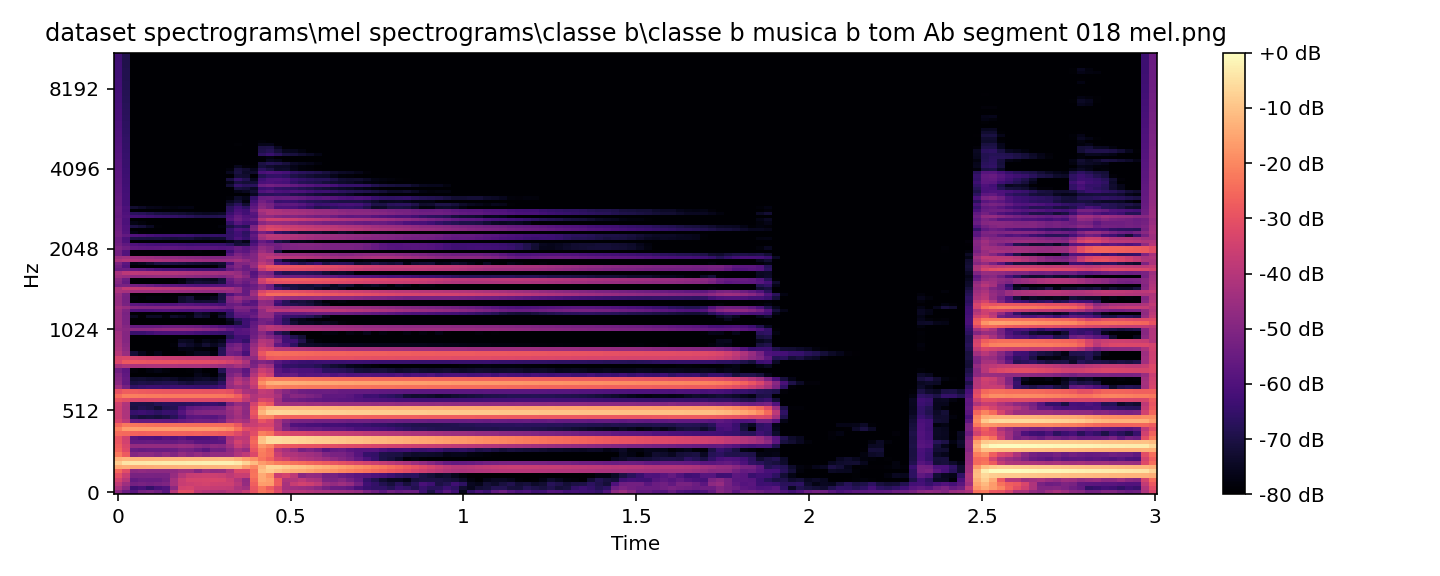 dataset spectrograms\mel spectrograms\classe b\classe b musica b tom Ab segment 018 mel.png
8192
4096
2048
1024
512
0
Hz
0
0.5
1
1.5
2
2.5
3
Time
+0 dB
-10 dB
-20 dB
-30 dB
-40 dB
-50 dB
-60 dB
-70 dB
-80 dB